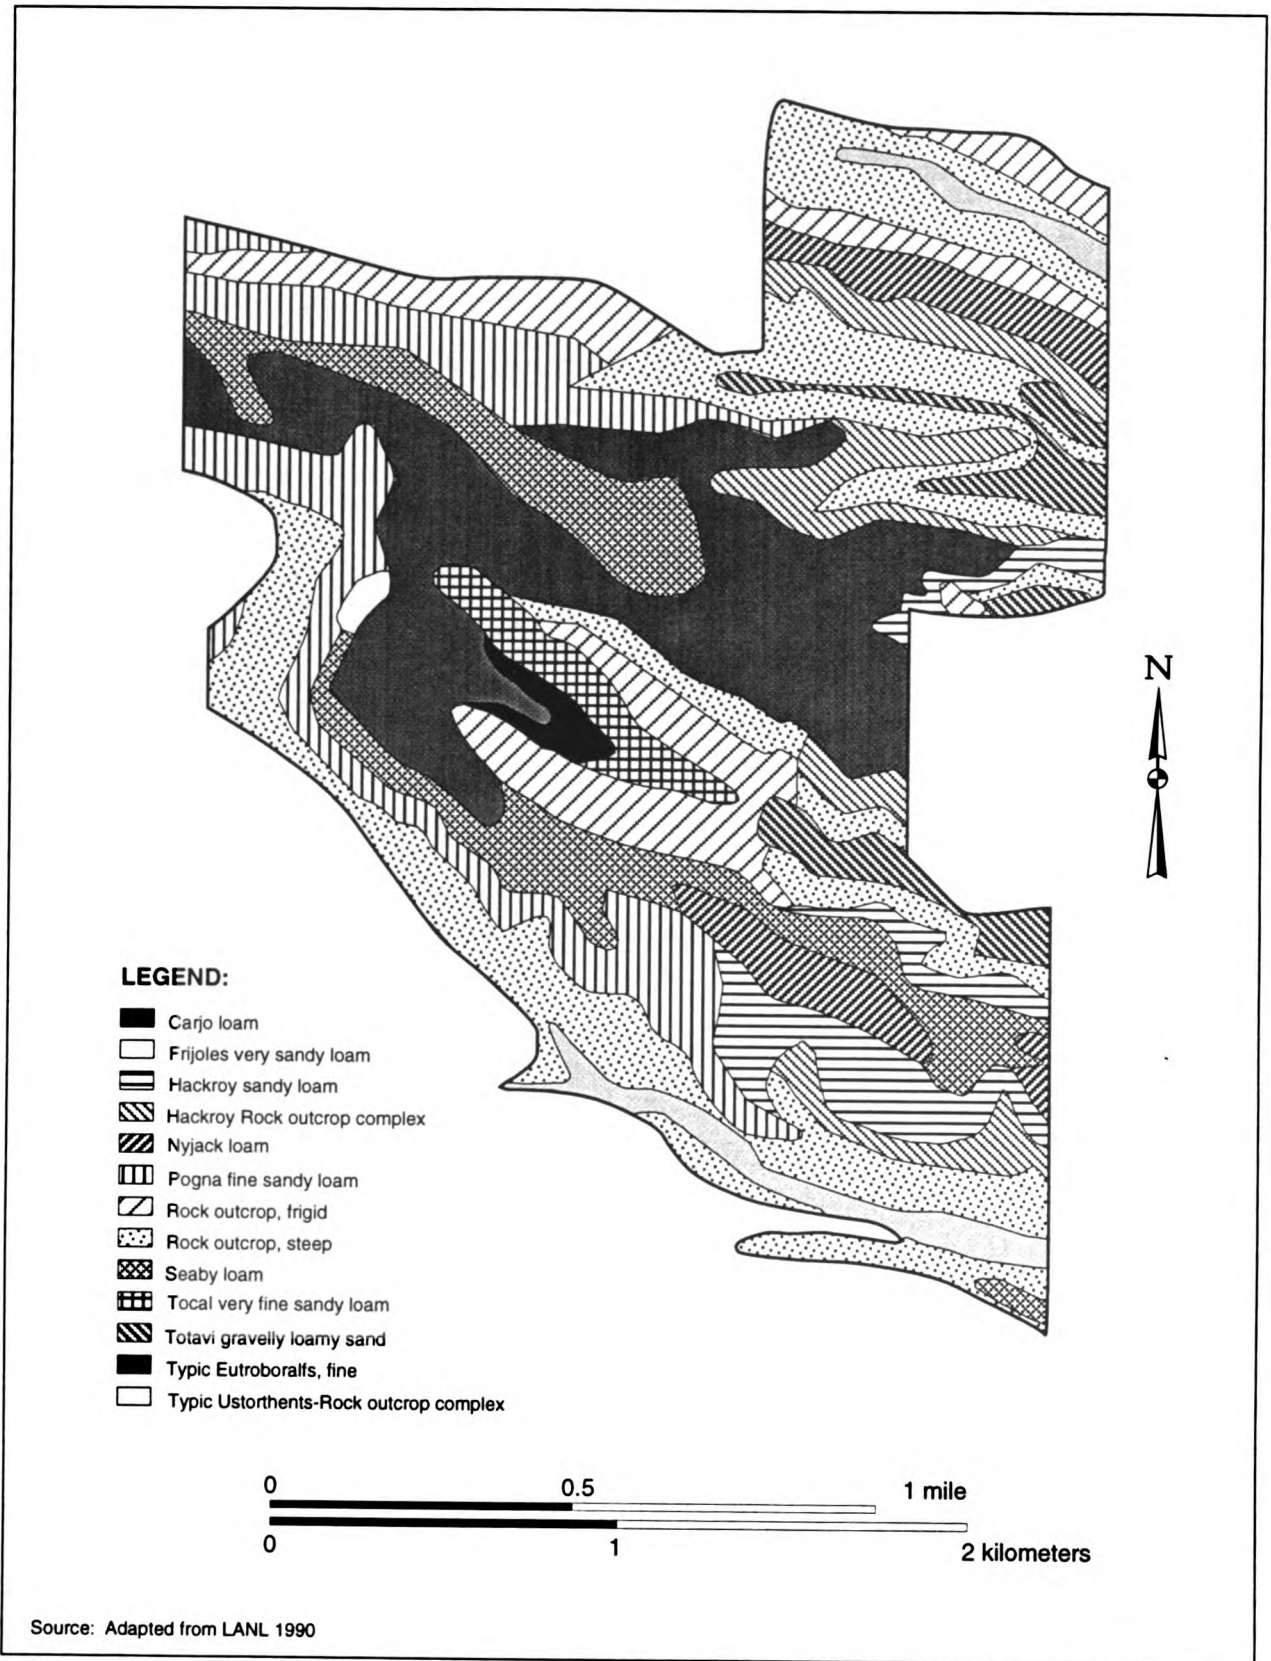 N
LEGEND:
Carjo loam
Frijoles very sandy loam
Hackroy sandy loam
Hackroy Rock outcrop complex
Nyjack loam
Pogna fine sandy loam
Rock outcrop, frigid
Rock outcrop, steep
Seaby loam
Tocal very fine sandy loam
Totavi gravelly loamy sand
Typic Eutroboralfs, fine
Typic Ustorthents-Rock outcrop complex
0 0.5 1 mile
0 1 2 kilometers
Source: Adapted from LANL 1990